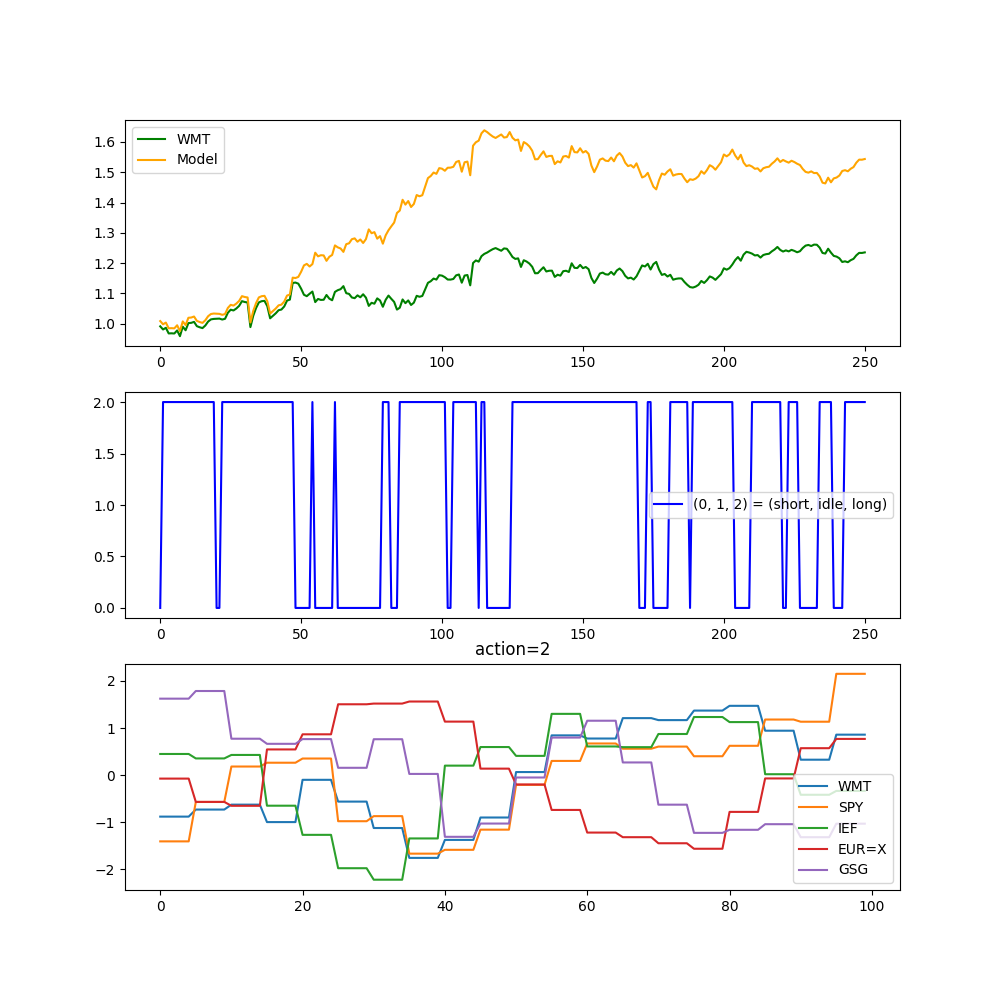 1.6
1.5
1.4
1.3
1.2
1.1
1.0
WMT
Model
0 50 100 150 200 250
2.0
1.5
1.0
0.5
0.0
(0, 1, 2) = (short, idle, long)
0 50 100 150 200 250
action=2
2
1
0
−1
−2
WMT
SPY
IEF
EUR=X
GSG
0 20 40 60 80 100